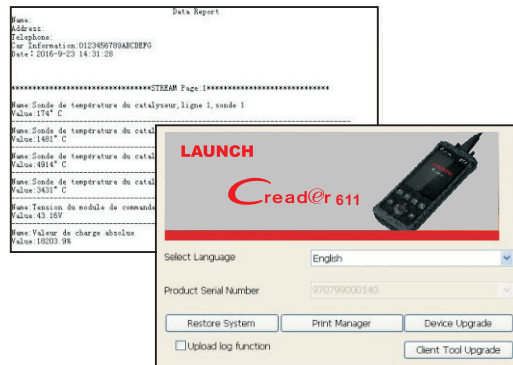 Data Report
Name:
Address:
Telephone:
Car Information:0123456789ABCDEFG
Date：2016-9-23 14:31:28
*********************************STREAM Page:1*****************************
Name:Sonde de température du catalyseur,ligne 1,sonde 1
Value:174° C
Name:Sonde de température du catal
Value:1481° C
Name:Sonde de température du catal
Value:4914° C
Name:Sonde de température du catal
Value:3431° C
Name:Tension du module de commande
Value:43.16V
Name:Valeur de charge absolue
Value:18203.9%
LAUNCH
Creader 611
Select Language
English
Product Serial Number
970799000140
Restore System
Print Manager
Device Upgrade
Upload log function
Client Tool Upgrade